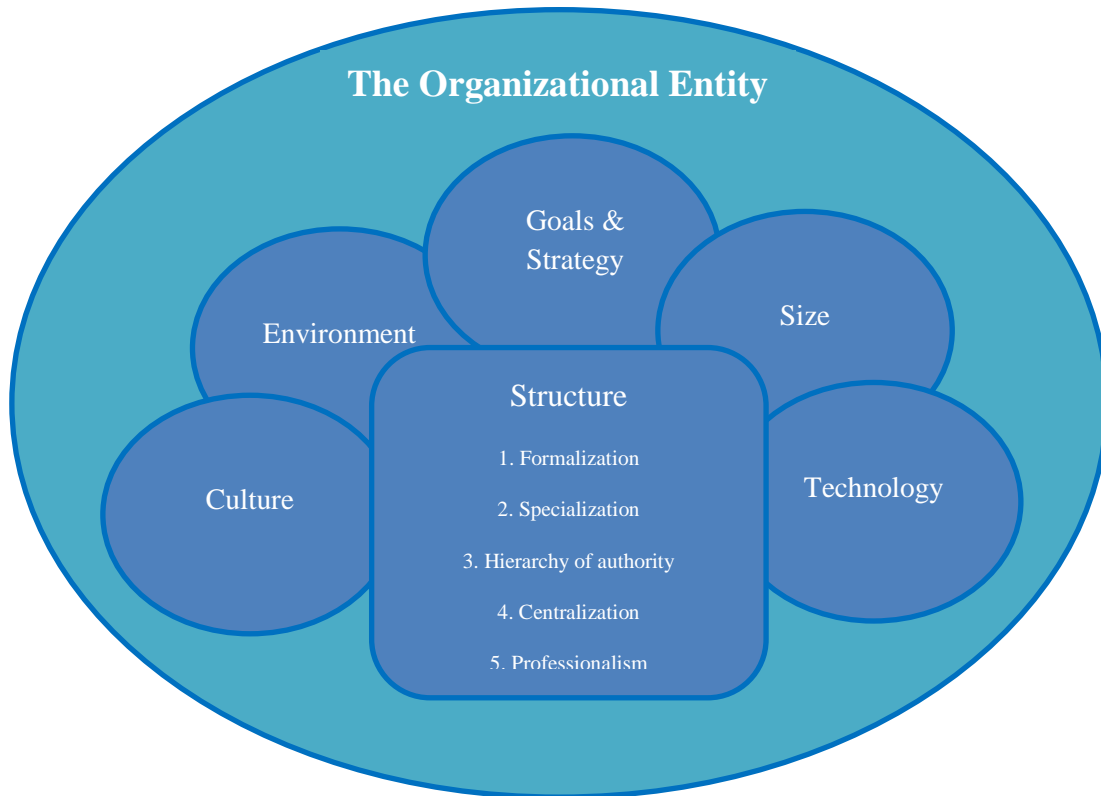 The Organizational Entity
Goals &
Strategy
Environment
Size
Culture
Technology
Structure
1. Formalization
2. Specialization
3. Hierarchy of authority
4. Centralization
5. Professionalism